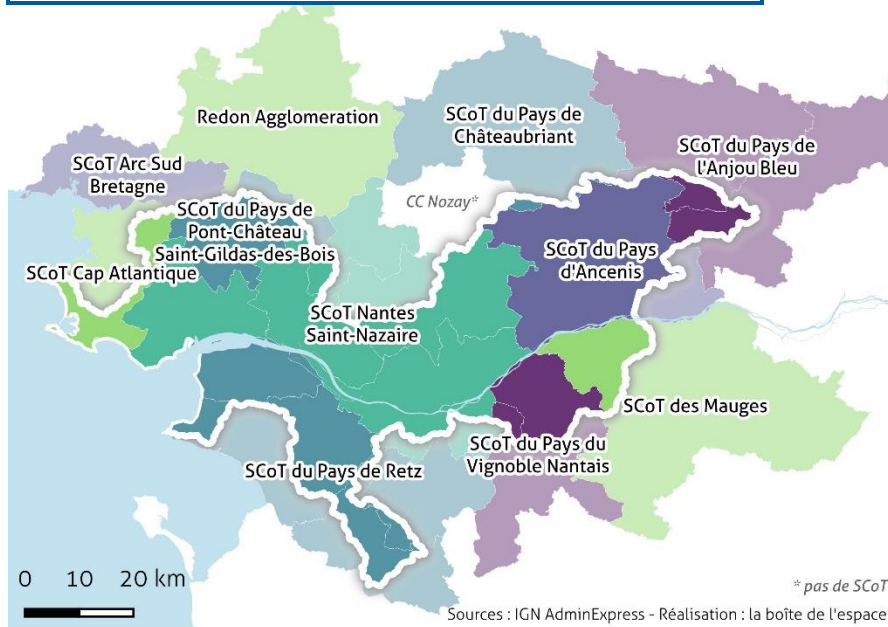 Redon Agglomeration
SCoT du Pays de
Châteaubriant
SCoT du Pays de
l'Anjou Bleu
SCoT Arc Sud
Bretagne
CC Nozay*
SCoT du Pays de
Pont-Château
Saint-Gildas-des-Bois
SCoT du Pays
d'Ancenis
SCoT Cap Atlantique
SCoT Nantes
Saint-Nazaire
SCoT des Mauges
SCoT du Pays du
Vignoble Nantais
SCoT du Pays de Retz
0 10 20 km
* pas de SCoT
Sources : IGN AdminExpress - Réalisation : la boîte de l'espace